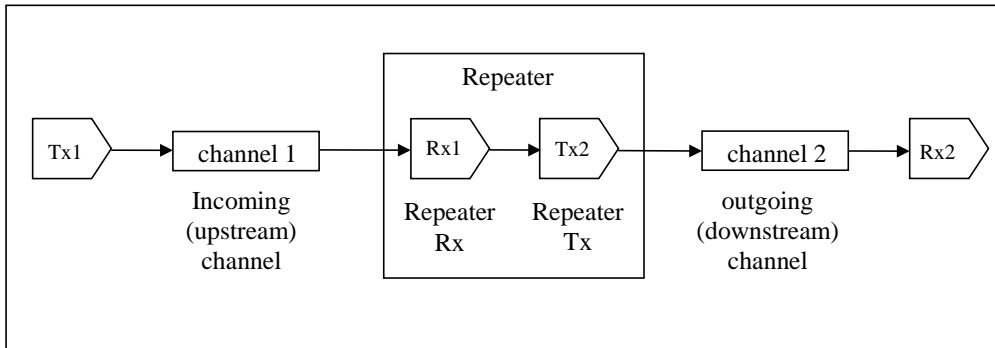 Repeater
Tx1
channel 1
Rx1
Tx2
channel 2
Rx2
Incoming
(upstream)
channel
Repeater
Rx
Repeater
Tx
outgoing
(downstream)
channel